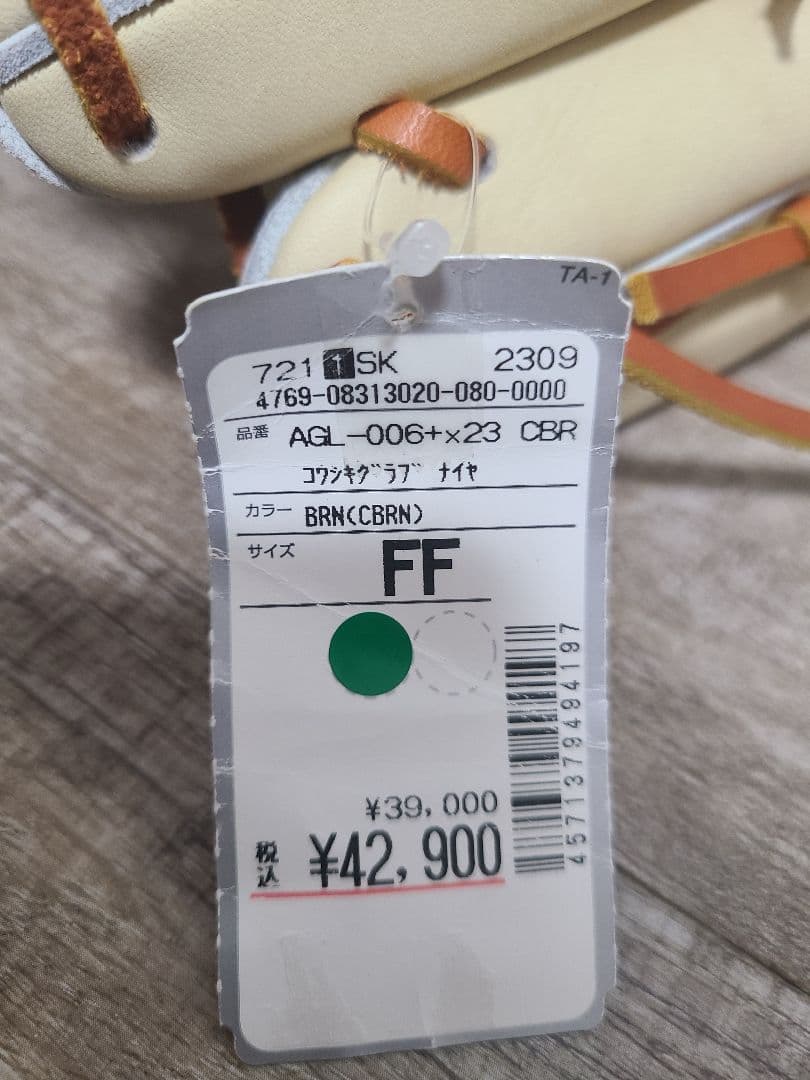 TA-1
721 1 SK 2309
4769-08313020-080-0000
品番 AGL-006+×23 CBR
コワシキグラブ ナイヤ
カラー BRN(CBRN)
サイズ FF
¥39,000
税込 ¥42,900
4571379494197